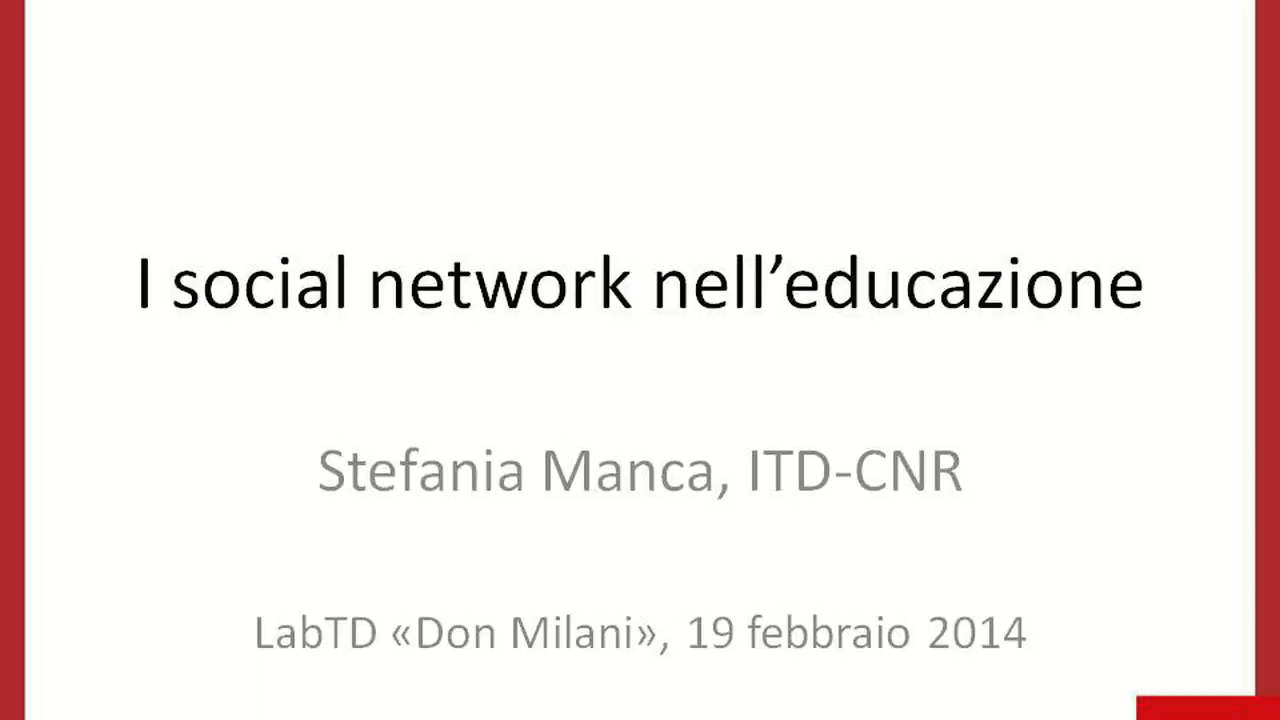 I social network nell’educazione
Stefania Manca, ITD-CNR
LabTD «Don Milani», 19 febbraio 2014